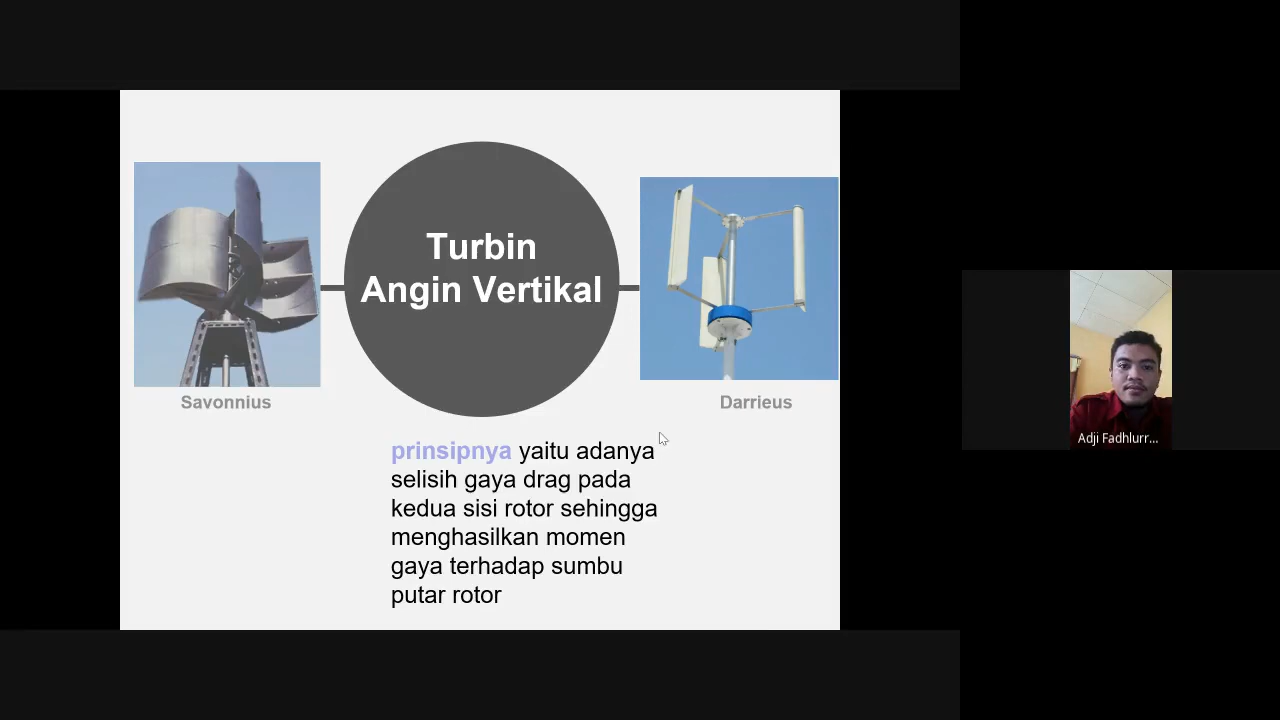 Turbin
Angin Vertikal
Savonnius
Darrieus
prinsipnya yaitu adanya
selisih gaya drag pada
kedua sisi rotor sehingga
menghasilkan momen
gaya terhadap sumbu
putar rotor
Adji Fadhlurr...